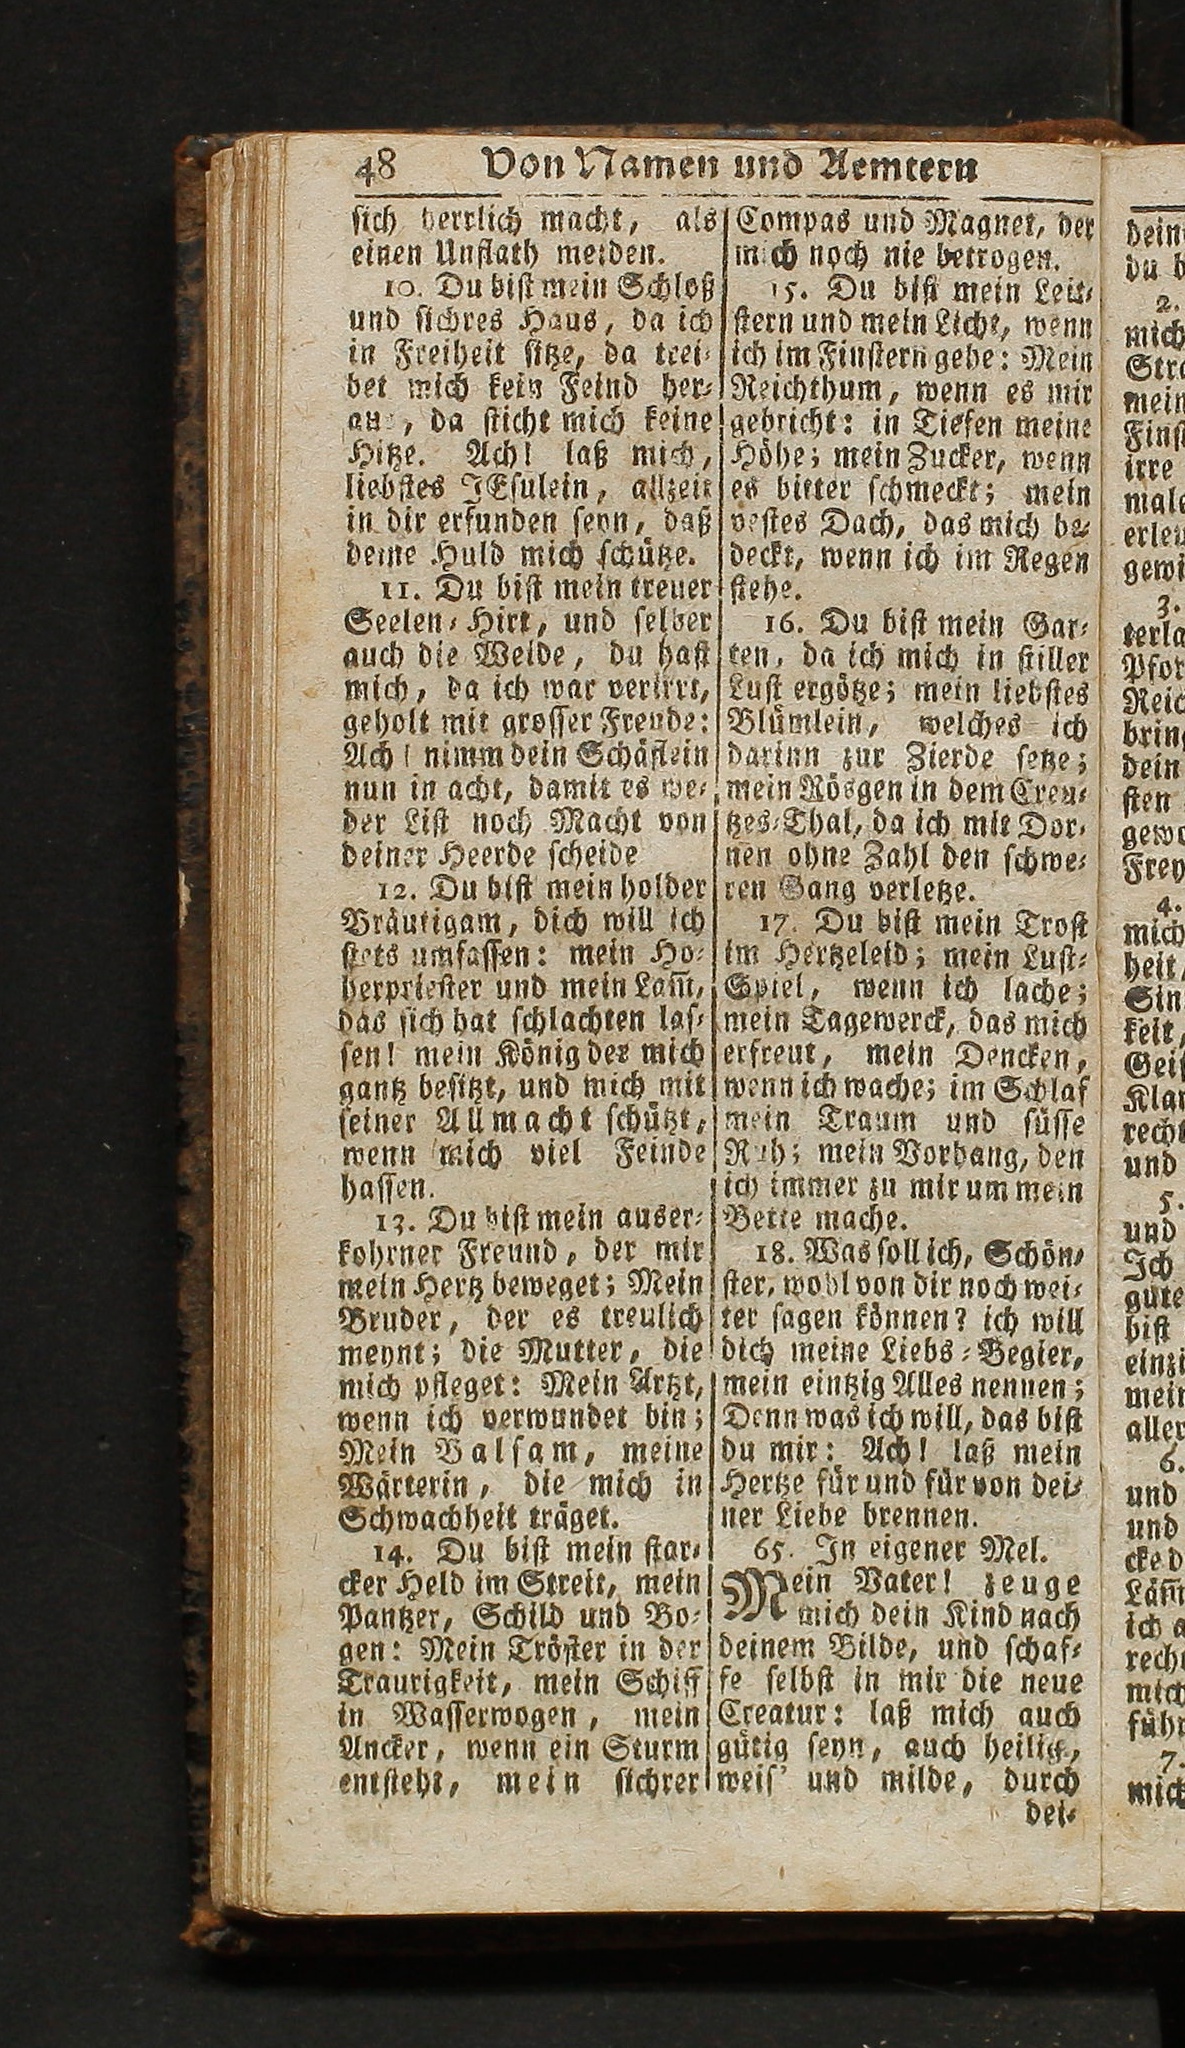 48 Von Namen und Aemtern
sich herrlich macht, als
einen Unflath meiden.
10. Du bist mein Schloß
und sichres Haus, da ich
in Freiheit sitze, da trei-
bet mich kein Feind her-
aus, da sticht mich keine
Hitze. Ach! laß mich,
liebstes JEsulein, allzeit
in dir erfunden seyn, daß
deine Huld mich schütze.
11. Du bist mein treuer
Seelen-Hirt, und selber
auch die Weide, du hast
mich, da ich war verirrt,
geholt mit grosser Freude:
Ach! nimm dein Schäflein
nun in acht, damit es we-
der List noch Macht von
deiner Heerde scheide
12. Du bist mein holder
Bräutigam, dich will ich
stets umfassen: mein Ho-
herpriester und mein Lam̄,
das sich hat schlachten las-
sen! mein König der mich
gantz besitzt, und mich mit
seiner Allmacht schützt,
wenn mich viel Feinde
hassen.
13. Du bist mein auser-
kohrner Freund, der mir
mein Hertz beweget; Mein
Bruder, der es treulich
meynt; die Mutter, die
mich pfleget: Mein Artzt,
wenn ich verwundet bin;
Mein Balsam, meine
Wärterin, die mich in
Schwachheit träget.
14. Du bist mein star-
cker Held im Streit, mein
Pantzer, Schild und Bo-
gen: Mein Tröster in der
Traurigkeit, mein Schiff
in Wasserwogen, mein
Ancker, wenn ein Sturm
entsteht, mein sichrer
Compas und Magnet, der
mich noch nie betrogen.
15. Du bist mein Leit-
stern und mein Licht, wenn
ich im Finstern gehe: Mein
Reichthum, wenn es mir
gebricht: in Tiefen meine
Höhe; mein Zucker, wenn
es bitter schmeckt; mein
vestes Dach, das mich be-
deckt, wenn ich im Regen
stehe.
16. Du bist mein Gar-
ten, da ich mich in stiller
Lust ergötze; mein liebstes
Blümlein, welches ich
darinn zur Zierde setze;
mein Rösgen in dem Creu-
tzes-Thal, da ich mit Dor-
nen ohne Zahl den schwe-
ren Gang verletze.
17. Du bist mein Trost
im Hertzeleid; mein Lust-
Spiel, wenn ich lache;
mein Tagewerck, das mich
erfreut, mein Dencken,
wenn ich wache; im Schlaf
mein Traum und süsse
Ruh; mein Vorhang, den
ich immer zu mir um mein
Bette mache.
18. Was soll ich, Schön-
ster, wohl von dir noch wei-
ter sagen können? ich will
dich meine Liebs-Begier,
mein eintzig Alles nennen;
Denn was ich will, das bist
du mir: Ach! laß mein
Hertze für und für von dei-
ner Liebe brennen.
65. In eigener Mel.
Mein Vater! zeuge
mich dein Kind nach
deinem Bilde, und schaf-
fe selbst in mir die neue
Creatur: laß mich auch
gütig seyn, auch heilig,
weis' und milde, durch
dei-